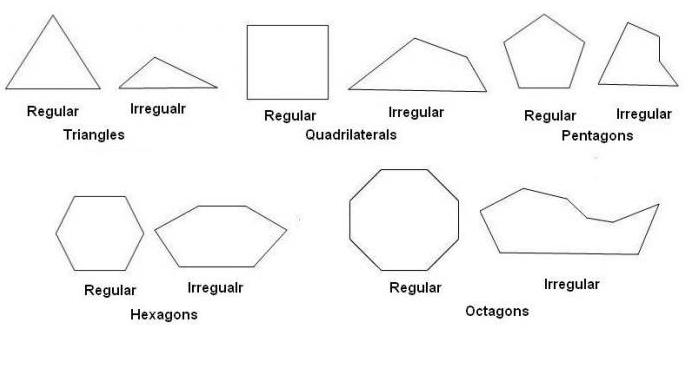 Regular
Irregualr
Triangles
Regular
Irregular
Quadrilaterals
Regular
Irregular
Pentagons
Regular
Irregualr
Hexagons
Regular
Irregular
Octagons